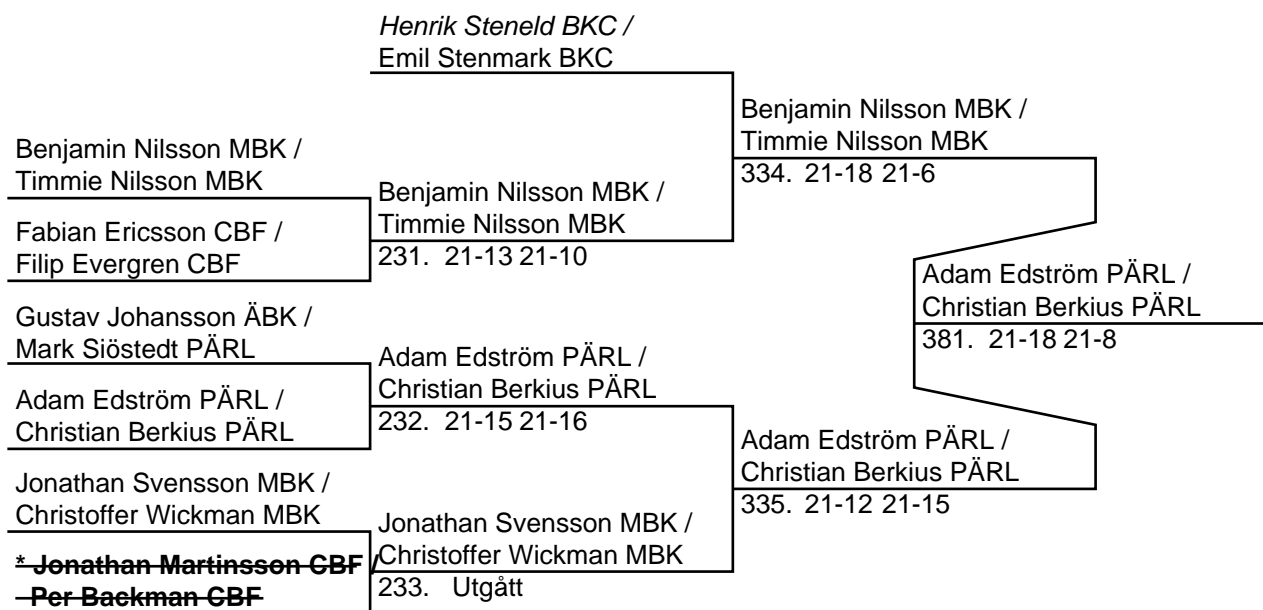 Henrik Steneld BKC /
Emil Stenmark BKC
Benjamin Nilsson MBK /
Timmie Nilsson MBK
334. 21-18 21-6
Benjamin Nilsson MBK /
Timmie Nilsson MBK
Benjamin Nilsson MBK /
Timmie Nilsson MBK
231. 21-13 21-10
Fabian Ericsson CBF /
Filip Evergren CBF
Adam Edström PÄRL /
Christian Berkius PÄRL
381. 21-18 21-8
Gustav Johansson ÄBK /
Mark Siöstedt PÄRL
Adam Edström PÄRL /
Christian Berkius PÄRL
232. 21-15 21-16
Adam Edström PÄRL /
Christian Berkius PÄRL
Adam Edström PÄRL /
Christian Berkius PÄRL
335. 21-12 21-15
Jonathan Svensson MBK /
Christoffer Wickman MBK
Jonathan Svensson MBK /
Christoffer Wickman MBK
233. Utgått
* Jonathan Martinsson CBF /
Per Backman CBF